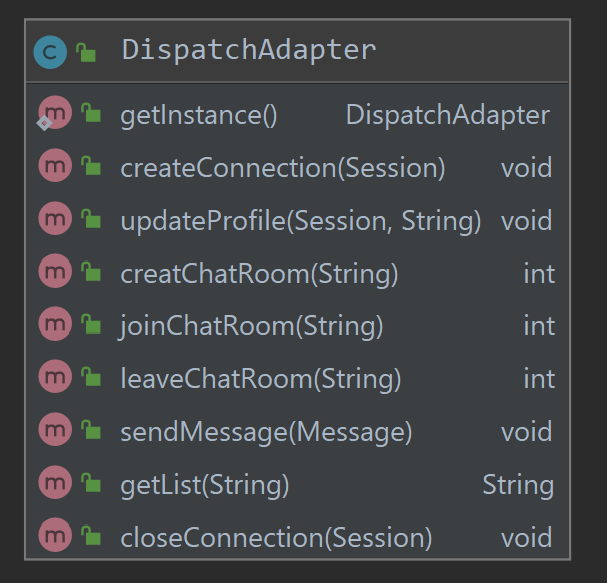 C DispatchAdapter
m getInstance() DispatchAdapter
m createConnection(Session) void
m updateProfile(Session, String) void
m creatChatRoom(String) int
m joinChatRoom(String) int
m leaveChatRoom(String) int
m sendMessage(Message) void
m getList(String) String
m closeConnection(Session) void